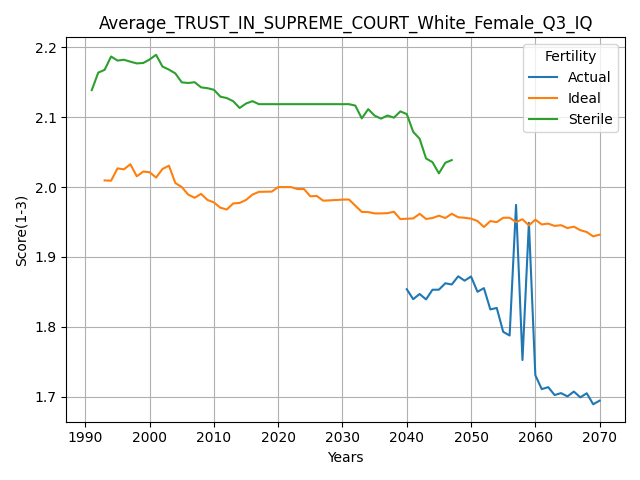 Average_TRUST_IN_SUPREME_COURT_White_Female_Q3_IQ
Fertility
Actual
Ideal
Sterile
Score(1-3)
2.2
2.1
2.0
1.9
1.8
1.7
1990 2000 2010 2020 2030 2040 2050 2060 2070
Years